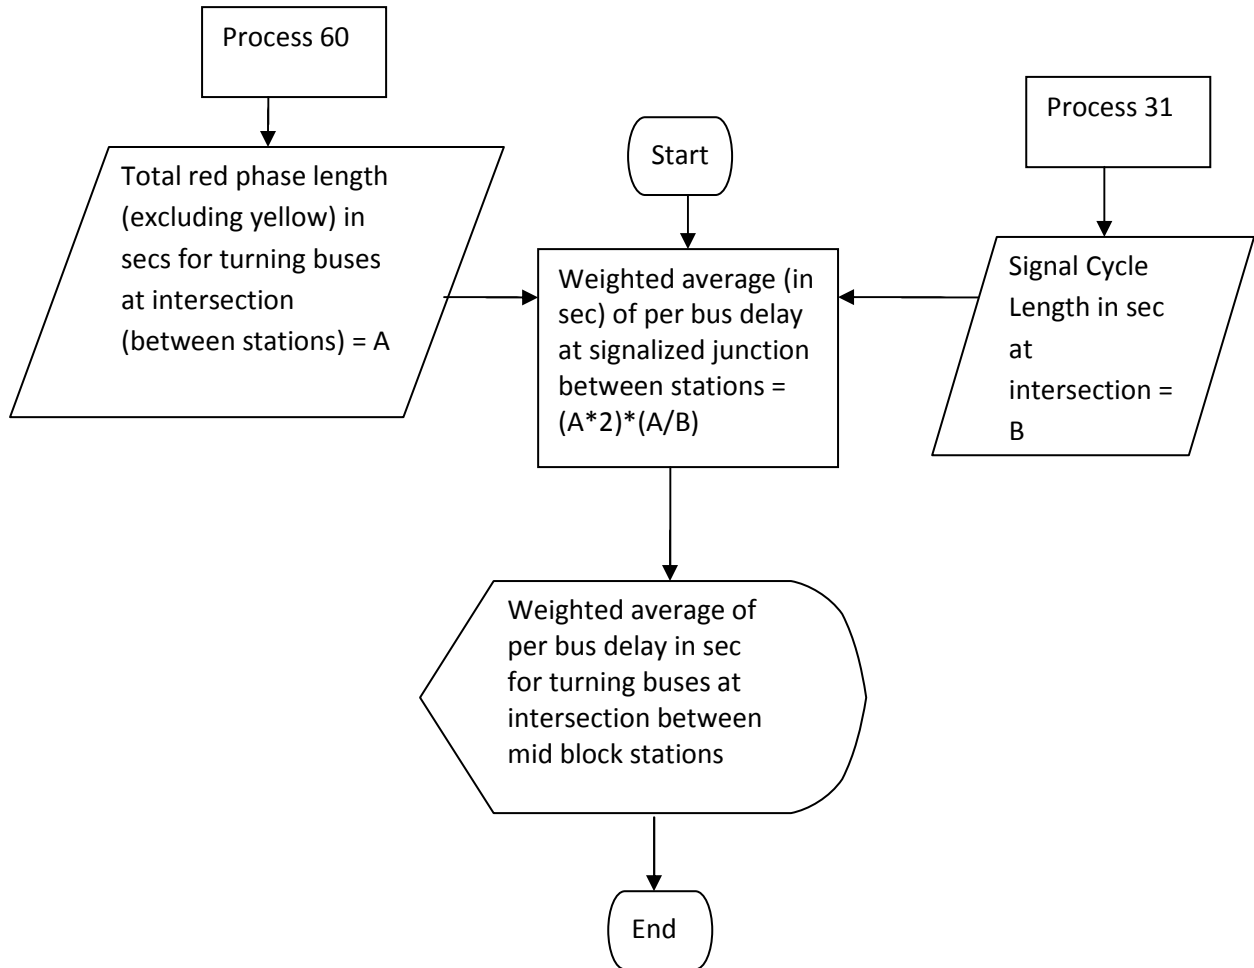 Process 60
Process 31
Start
Total red phase length
(excluding yellow) in
secs for turning buses
at intersection
(between stations) = A
Weighted average (in
sec) of per bus delay
at signalized junction
between stations =
(A*2)*(A/B)
Signal Cycle
Length in sec
at
intersection =
B
Weighted average of
per bus delay in sec
for turning buses at
intersection between
mid block stations
End